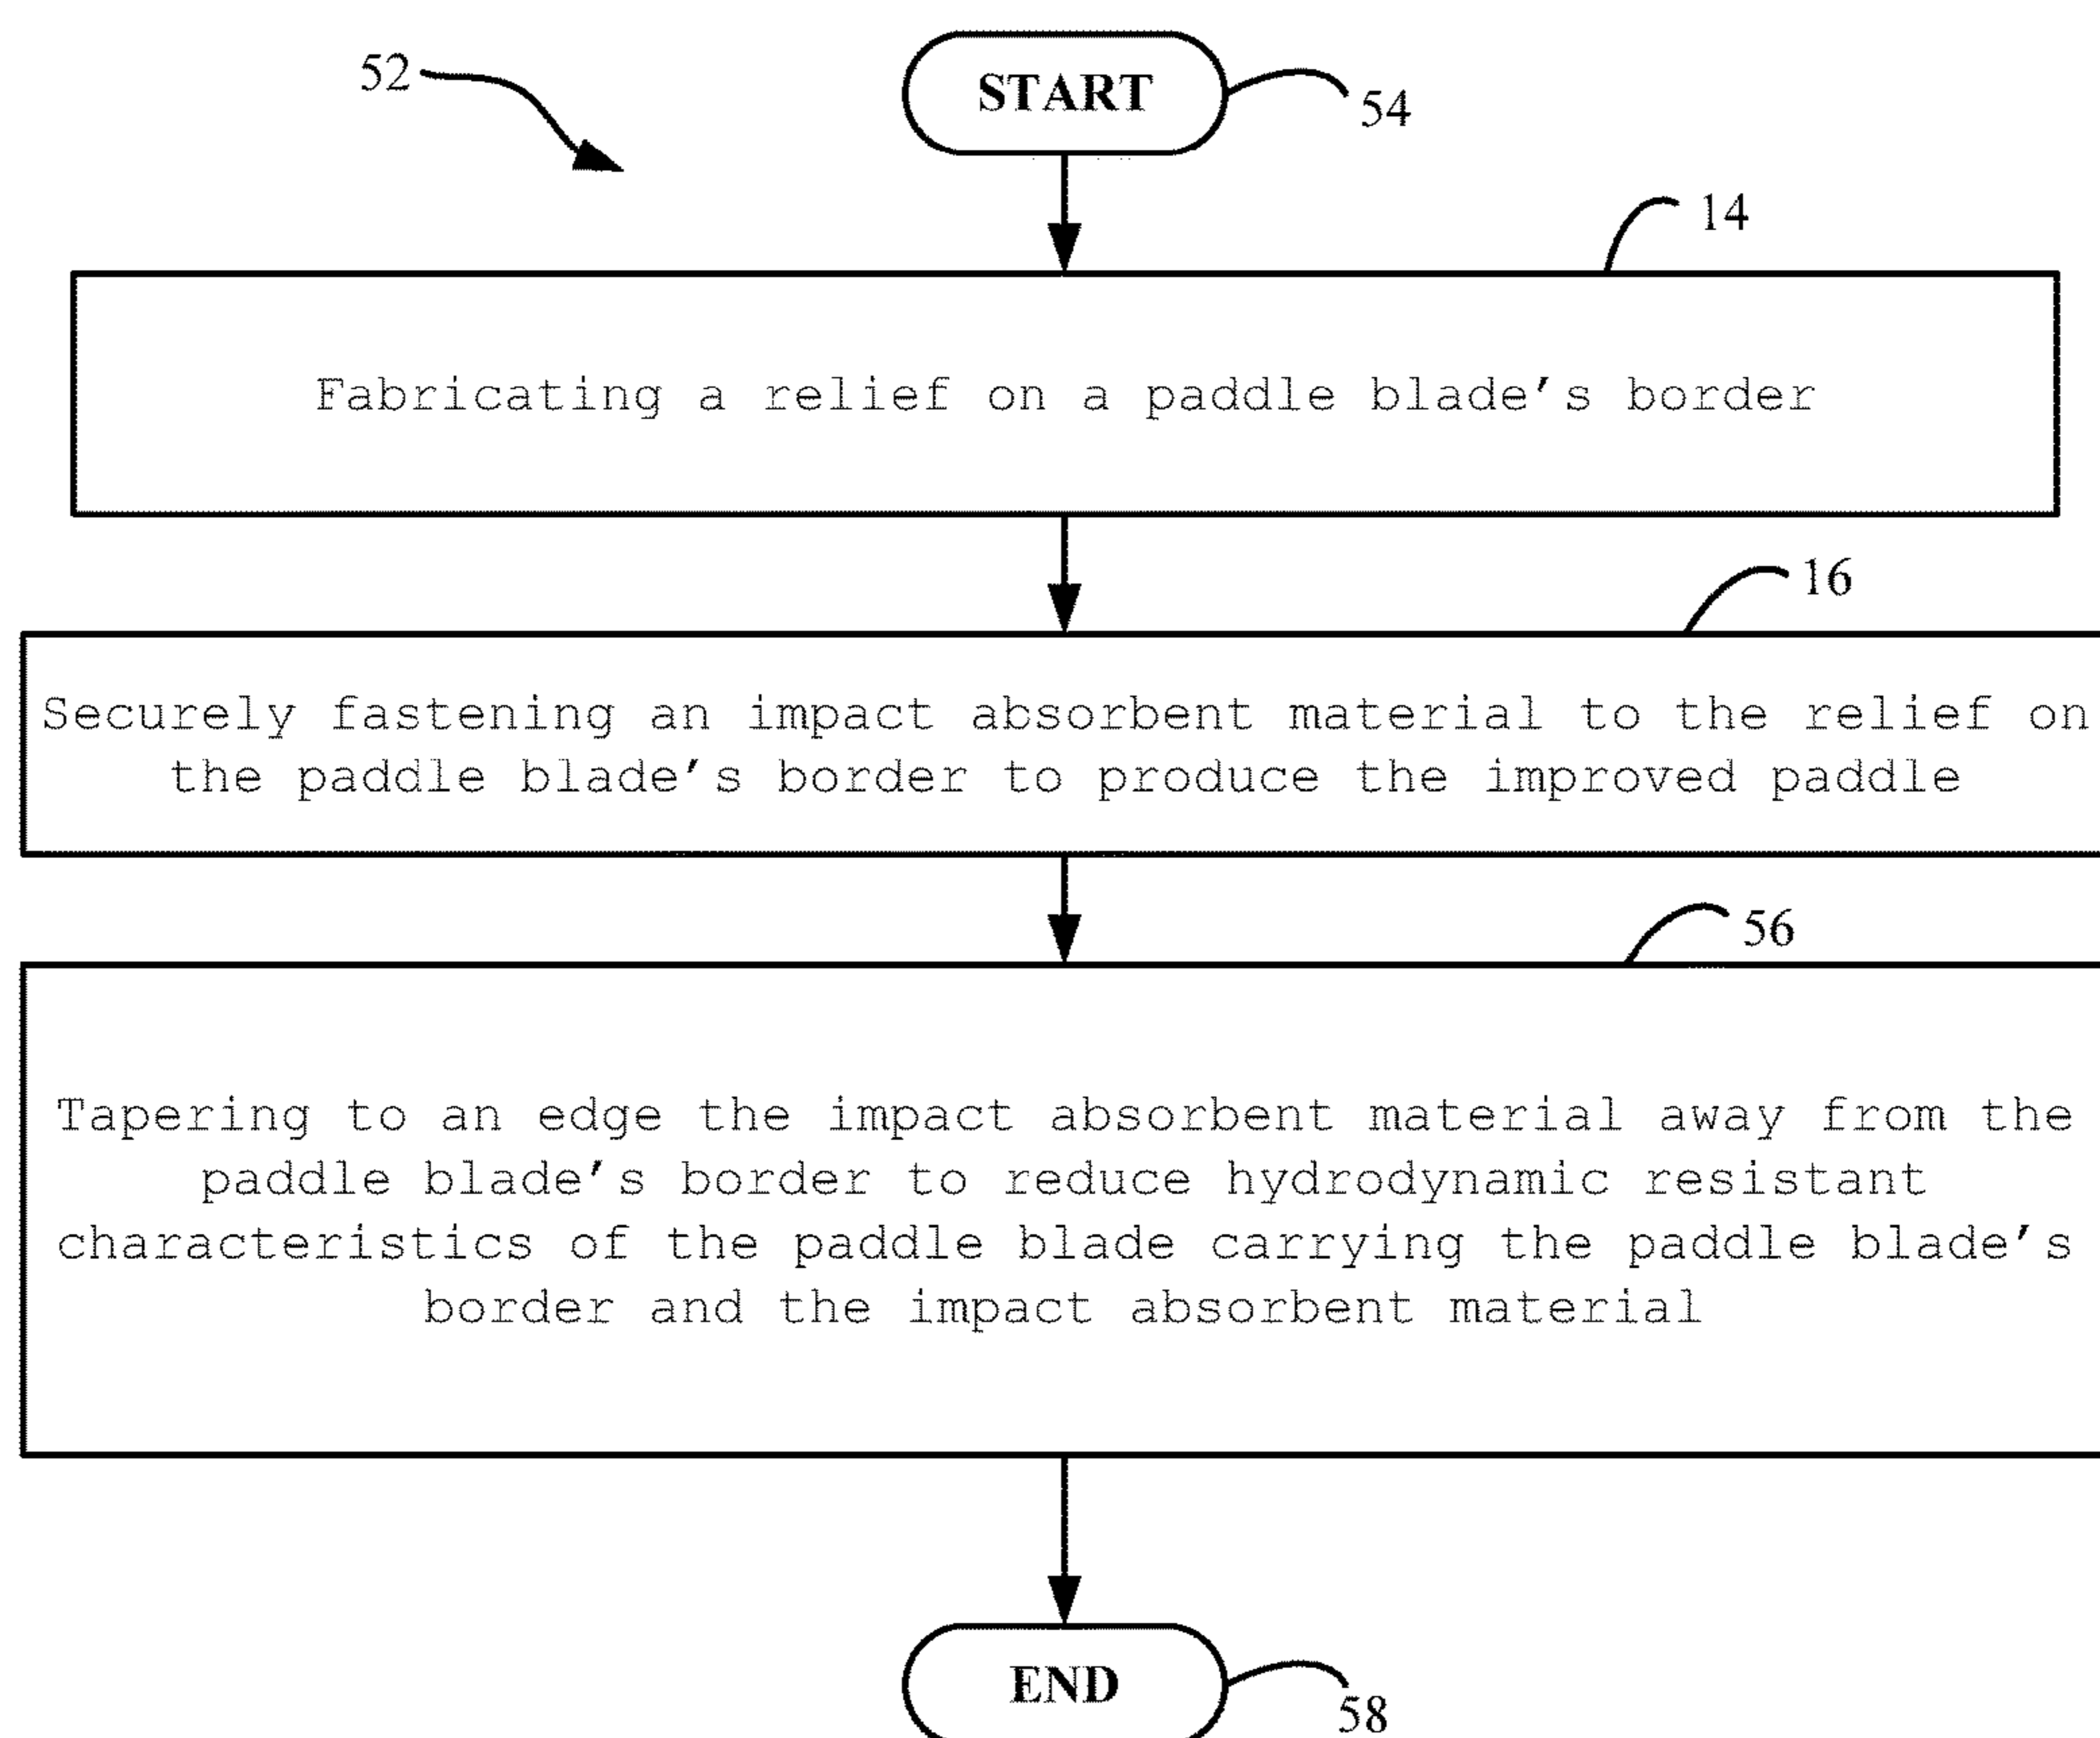 52
START
54
14
Fabricating a relief on a paddle blade's border
16
Securely fastening an impact absorbent material to the relief on
the paddle blade's border to produce the improved paddle
56
Tapering to an edge the impact absorbent material away from the
paddle blade's border to reduce hydrodynamic resistant
characteristics of the paddle blade carrying the paddle blade's
border and the impact absorbent material
END
58